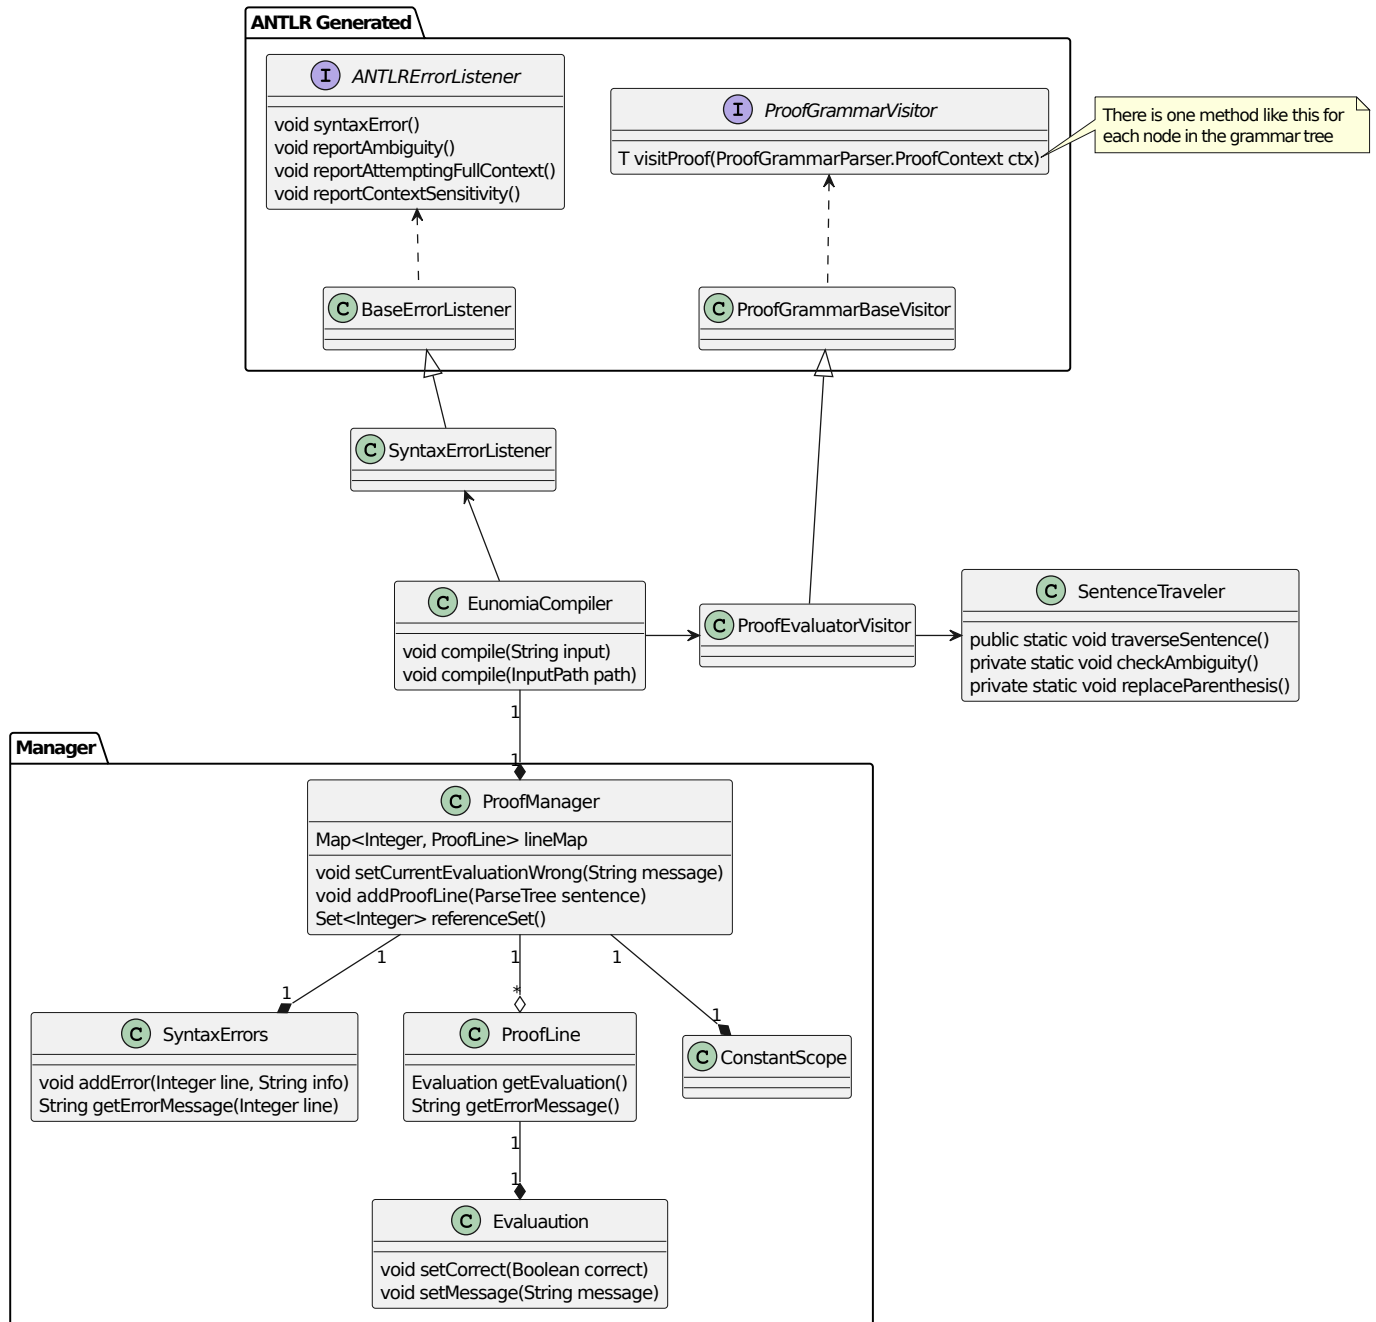 ANTLR Generated
I ANTLRErrorListener
void syntaxError()
void reportAmbiguity()
void reportAttemptingFullContext()
void reportContextSensitivity()
I ProofGrammarVisitor
T visitProof(ProofGrammarParser.ProofContext ctx)
There is one method like this for
each node in the grammar tree
C BaseErrorListener
C ProofGrammarBaseVisitor
C SyntaxErrorListener
C EunomiaCompiler
void compile(String input)
void compile(InputPath path)
C ProofEvaluatorVisitor
C SentenceTraveler
public static void traverseSentence()
private static void checkAmbiguity()
private static void replaceParenthesis()
1
1
Manager
C ProofManager
Map<Integer, ProofLine> lineMap
void setCurrentEvaluationWrong(String message)
void addProofLine(ParseTree sentence)
Set<Integer> referenceSet()
1
1
1
1
*
1
C SyntaxErrors
void addError(Integer line, String info)
String getErrorMessage(Integer line)
C ProofLine
Evaluation getEvaluation()
String getErrorMessage()
C ConstantScope
1
1
C Evaluaution
void setCorrect(Boolean correct)
void setMessage(String message)